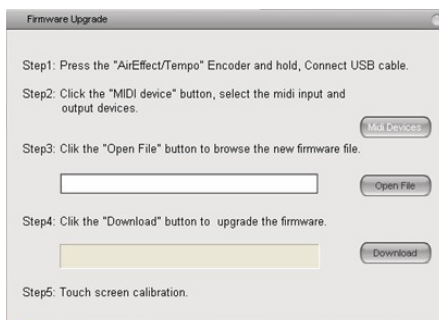 Firmware Upgrade
Step1: Press the "AirEffect/Tempo" Encoder and hold, Connect USB cable.
Step2: Click the "MIDI device" button, select the midi input and
output devices.
Midi Devices
Step3: Clik the "Open File" button to browse the new firmware file.
Open File
Step4: Clik the "Download" button to upgrade the firmware.
Download
Step5: Touch screen calibration.